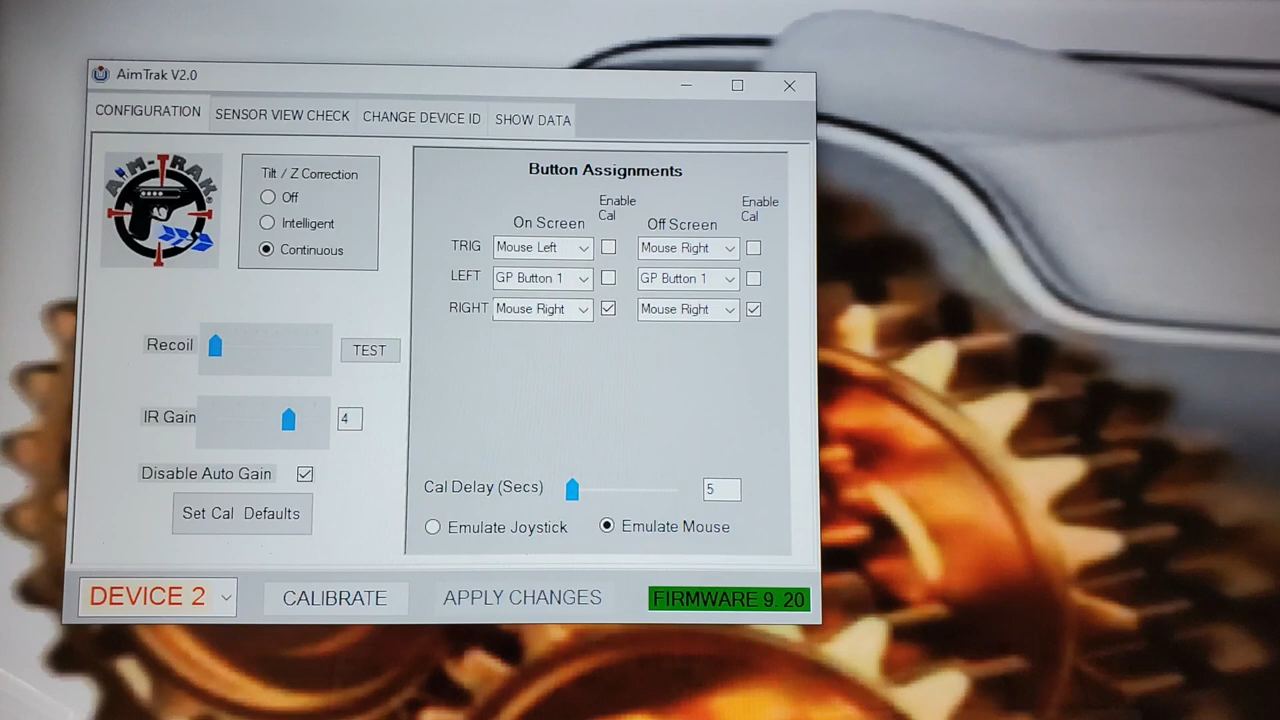 AimTrak V2.0
CONFIGURATION SENSOR VIEW CHECK CHANGE DEVICE ID SHOW DATA
AIM-TRAK
Tilt / Z Correction
Off
Intelligent
Continuous
Recoil
TEST
IR Gain
4
Disable Auto Gain
Set Cal Defaults
Button Assignments
Enable Cal Enable Cal
On Screen Off Screen
TRIG Mouse Left Mouse Right
LEFT GP Button 1 GP Button 1
RIGHT Mouse Right Mouse Right
Cal Delay (Secs) 5
Emulate Joystick Emulate Mouse
DEVICE 2 CALIBRATE APPLY CHANGES FIRMWARE 9. 20